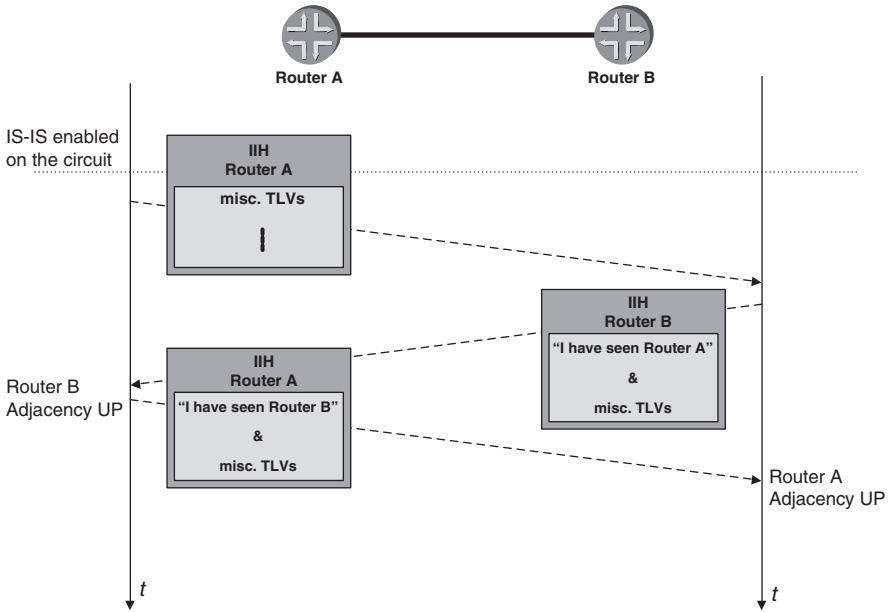 Router A
Router B
IS-IS enabled
on the circuit
IIH
Router A
misc. TLVs
IIH
Router B
“I have seen Router A”
&
misc. TLVs
IIH
Router A
“I have seen Router B”
&
misc. TLVs
Router B
Adjacency UP
Router A
Adjacency UP
t
t